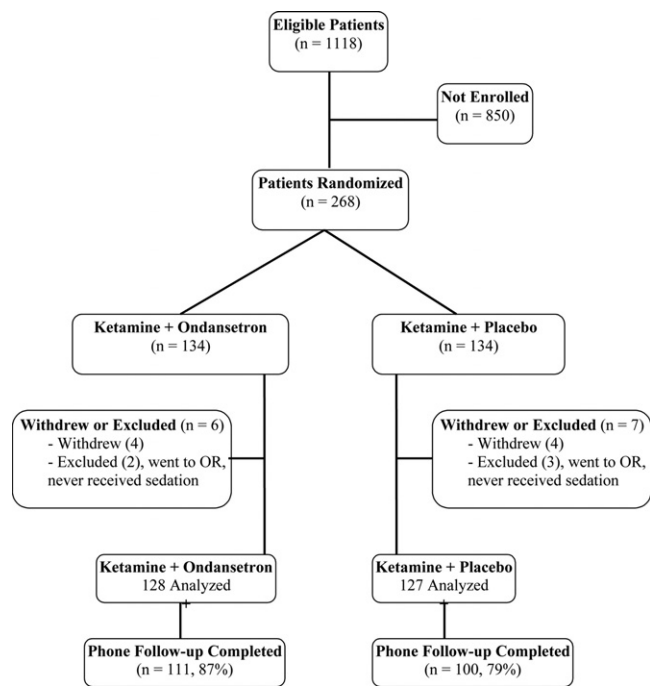 Eligible Patients
(n = 1118)
Not Enrolled
(n = 850)
Patients Randomized
(n = 268)
Ketamine + Ondansetron
(n = 134)
Ketamine + Placebo
(n = 134)
Withdrew or Excluded (n = 6)
- Withdrew (4)
- Excluded (2), went to OR,
never received sedation
Withdrew or Excluded (n = 7)
- Withdrew (4)
- Excluded (3), went to OR,
never received sedation
Ketamine + Ondansetron
128 Analyzed
Ketamine + Placebo
127 Analyzed
Phone Follow-up Completed
(n = 111, 87%)
Phone Follow-up Completed
(n = 100, 79%)